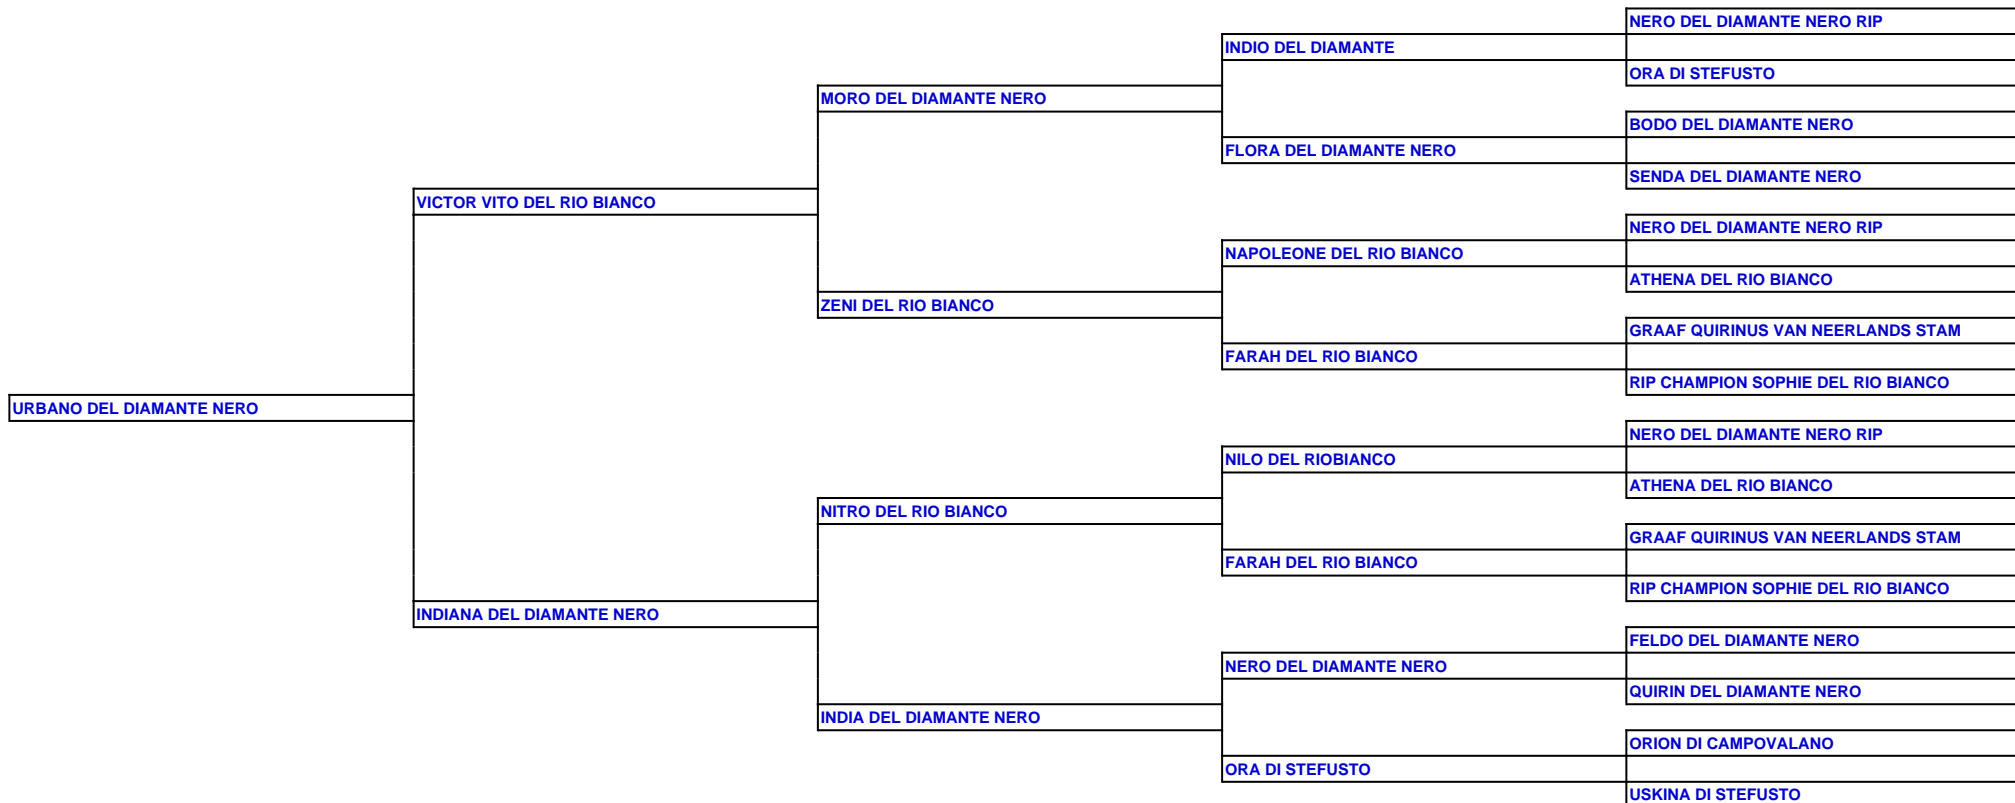 NERO DEL DIAMANTE NERO RIP
INDIO DEL DIAMANTE
ORA DI STEFUSTO
MORO DEL DIAMANTE NERO
BODO DEL DIAMANTE NERO
FLORA DEL DIAMANTE NERO
SENDA DEL DIAMANTE NERO
VICTOR VITO DEL RIO BIANCO
NERO DEL DIAMANTE NERO RIP
NAPOLEONE DEL RIO BIANCO
ATHENA DEL RIO BIANCO
ZENI DEL RIO BIANCO
GRAAF QUIRINUS VAN NEERLANDS STAM
FARAH DEL RIO BIANCO
RIP CHAMPION SOPHIE DEL RIO BIANCO
URBANO DEL DIAMANTE NERO
NERO DEL DIAMANTE NERO RIP
NILO DEL RIOBIANCO
ATHENA DEL RIO BIANCO
NITRO DEL RIO BIANCO
GRAAF QUIRINUS VAN NEERLANDS STAM
FARAH DEL RIO BIANCO
RIP CHAMPION SOPHIE DEL RIO BIANCO
INDIANA DEL DIAMANTE NERO
FELDO DEL DIAMANTE NERO
NERO DEL DIAMANTE NERO
QUIRIN DEL DIAMANTE NERO
INDIA DEL DIAMANTE NERO
ORION DI CAMPOVALANO
ORA DI STEFUSTO
USKINA DI STEFUSTO